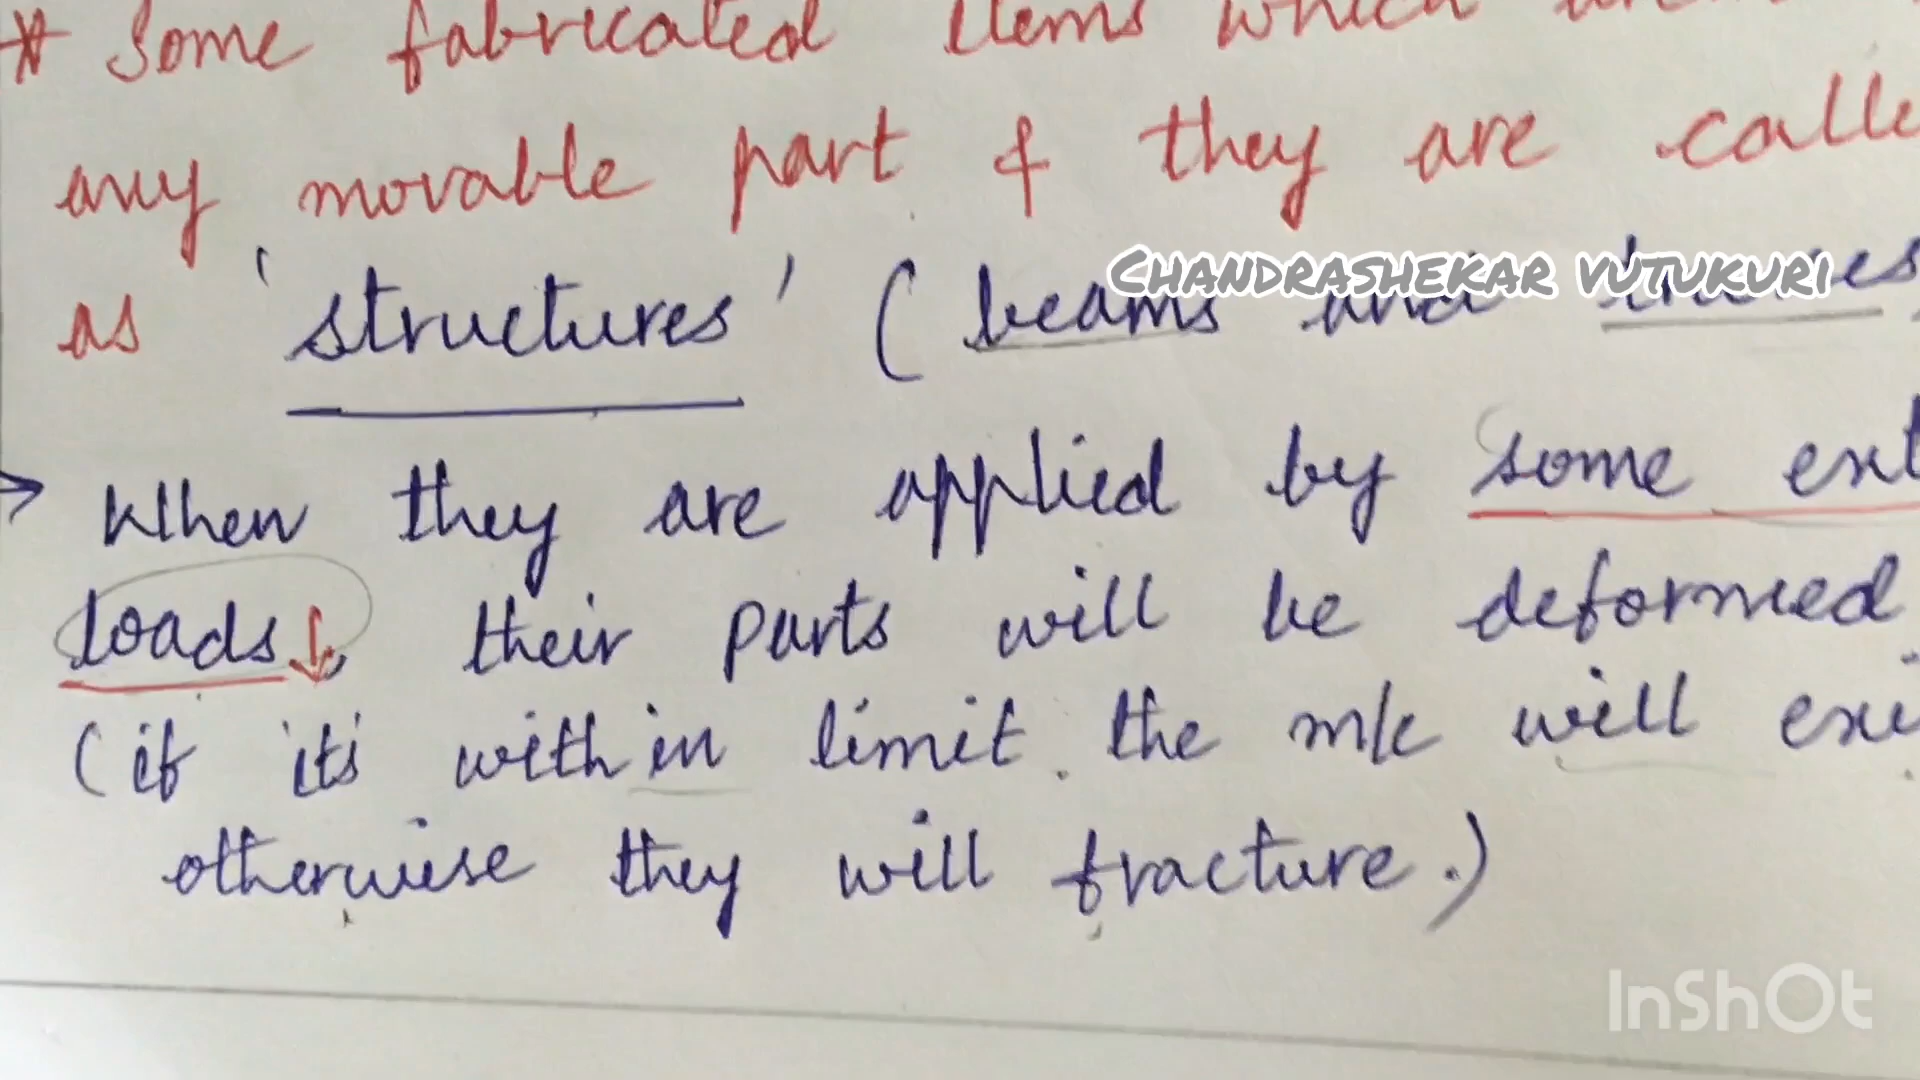 * Some fabricated items which
any movable part & they are calle
as 'structures' (beams and
CHANDRASHEKAR VUTUKURI
→ When they are applied by some ext
loads, their parts will be deformed
(if its within limit the m/c will exi
otherwise they will fracture.)
InShOt